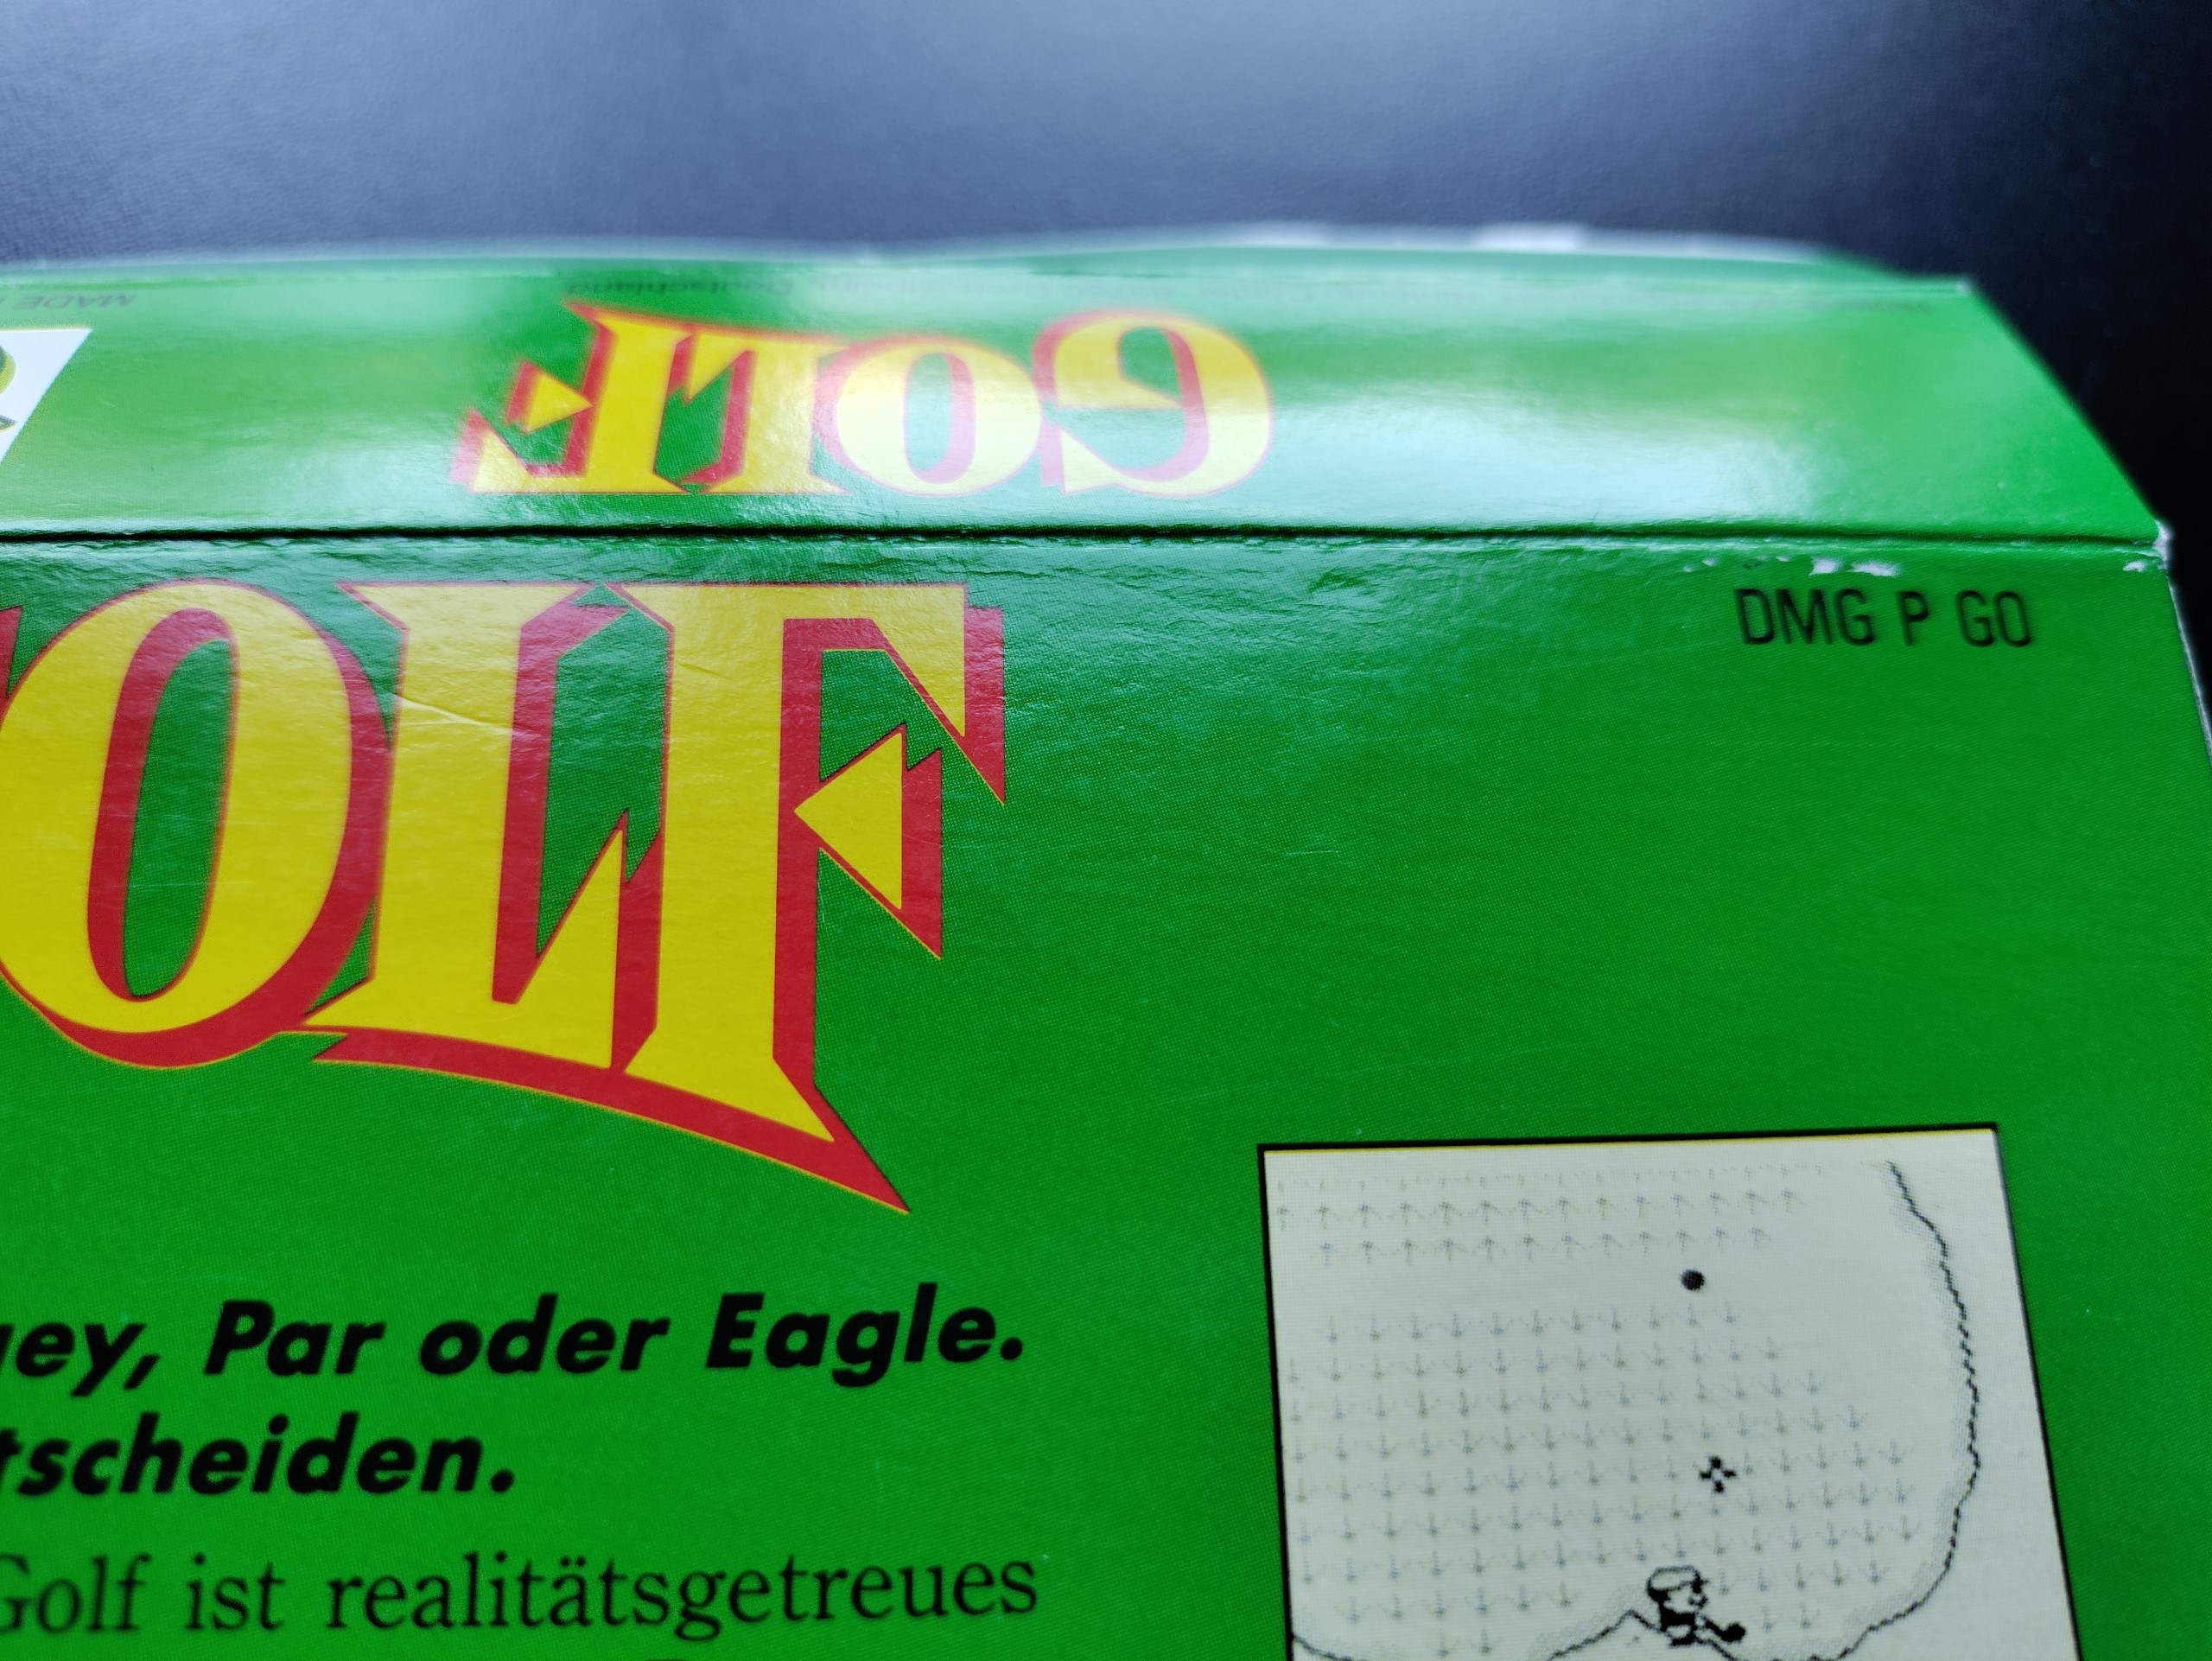 MADE
Deutschland
GOLF
OLF
DMG P GO
ey, Par oder Eagle.
tscheiden.
Golf ist realitätsgetreues